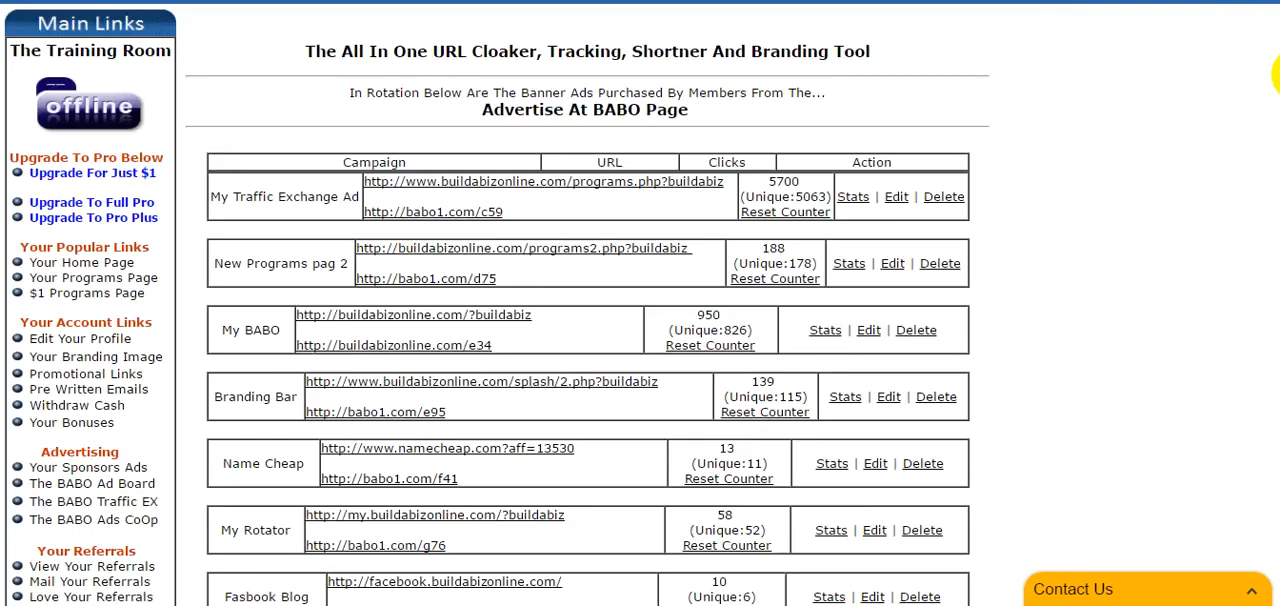 Main Links
The Training Room
offline
Upgrade To Pro Below
Upgrade For Just $1
Upgrade To Full Pro
Upgrade To Pro Plus
Your Popular Links
Your Home Page
Your Programs Page
$1 Programs Page
Your Account Links
Edit Your Profile
Your Branding Image
Promotional Links
Pre Written Emails
Withdraw Cash
Your Bonuses
Advertising
Your Sponsors Ads
The BABO Ad Board
The BABO Traffic EX
The BABO Ads CoOp
Your Referrals
View Your Referrals
Mail Your Referrals
Love Your Referrals
The All In One URL Cloaker, Tracking, Shortner And Branding Tool
In Rotation Below Are The Banner Ads Purchased By Members From The...
Advertise At BABO Page
Campaign URL Clicks Action
My Traffic Exchange Ad
http://www.buildabizonline.com/programs.php?buildabiz
http://babo1.com/c59
5700
(Unique:5063)
Reset Counter
Stats | Edit | Delete
New Programs pag 2
http://buildabizonline.com/programs2.php?buildabiz
http://babo1.com/d75
188
(Unique:178)
Reset Counter
Stats | Edit | Delete
My BABO
http://buildabizonline.com/?buildabiz
http://buildabizonline.com/e34
950
(Unique:826)
Reset Counter
Stats | Edit | Delete
Branding Bar
http://www.buildabizonline.com/splash/2.php?buildabiz
http://babo1.com/e95
139
(Unique:115)
Reset Counter
Stats | Edit | Delete
Name Cheap
http://www.namecheap.com?aff=13530
http://babo1.com/f41
13
(Unique:11)
Reset Counter
Stats | Edit | Delete
My Rotator
http://my.buildabizonline.com/?buildabiz
http://babo1.com/g76
58
(Unique:52)
Reset Counter
Stats | Edit | Delete
Fasbook Blog
http://facebook.buildabizonline.com/
10
(Unique:6)
Stats | Edit | Delete
Contact Us